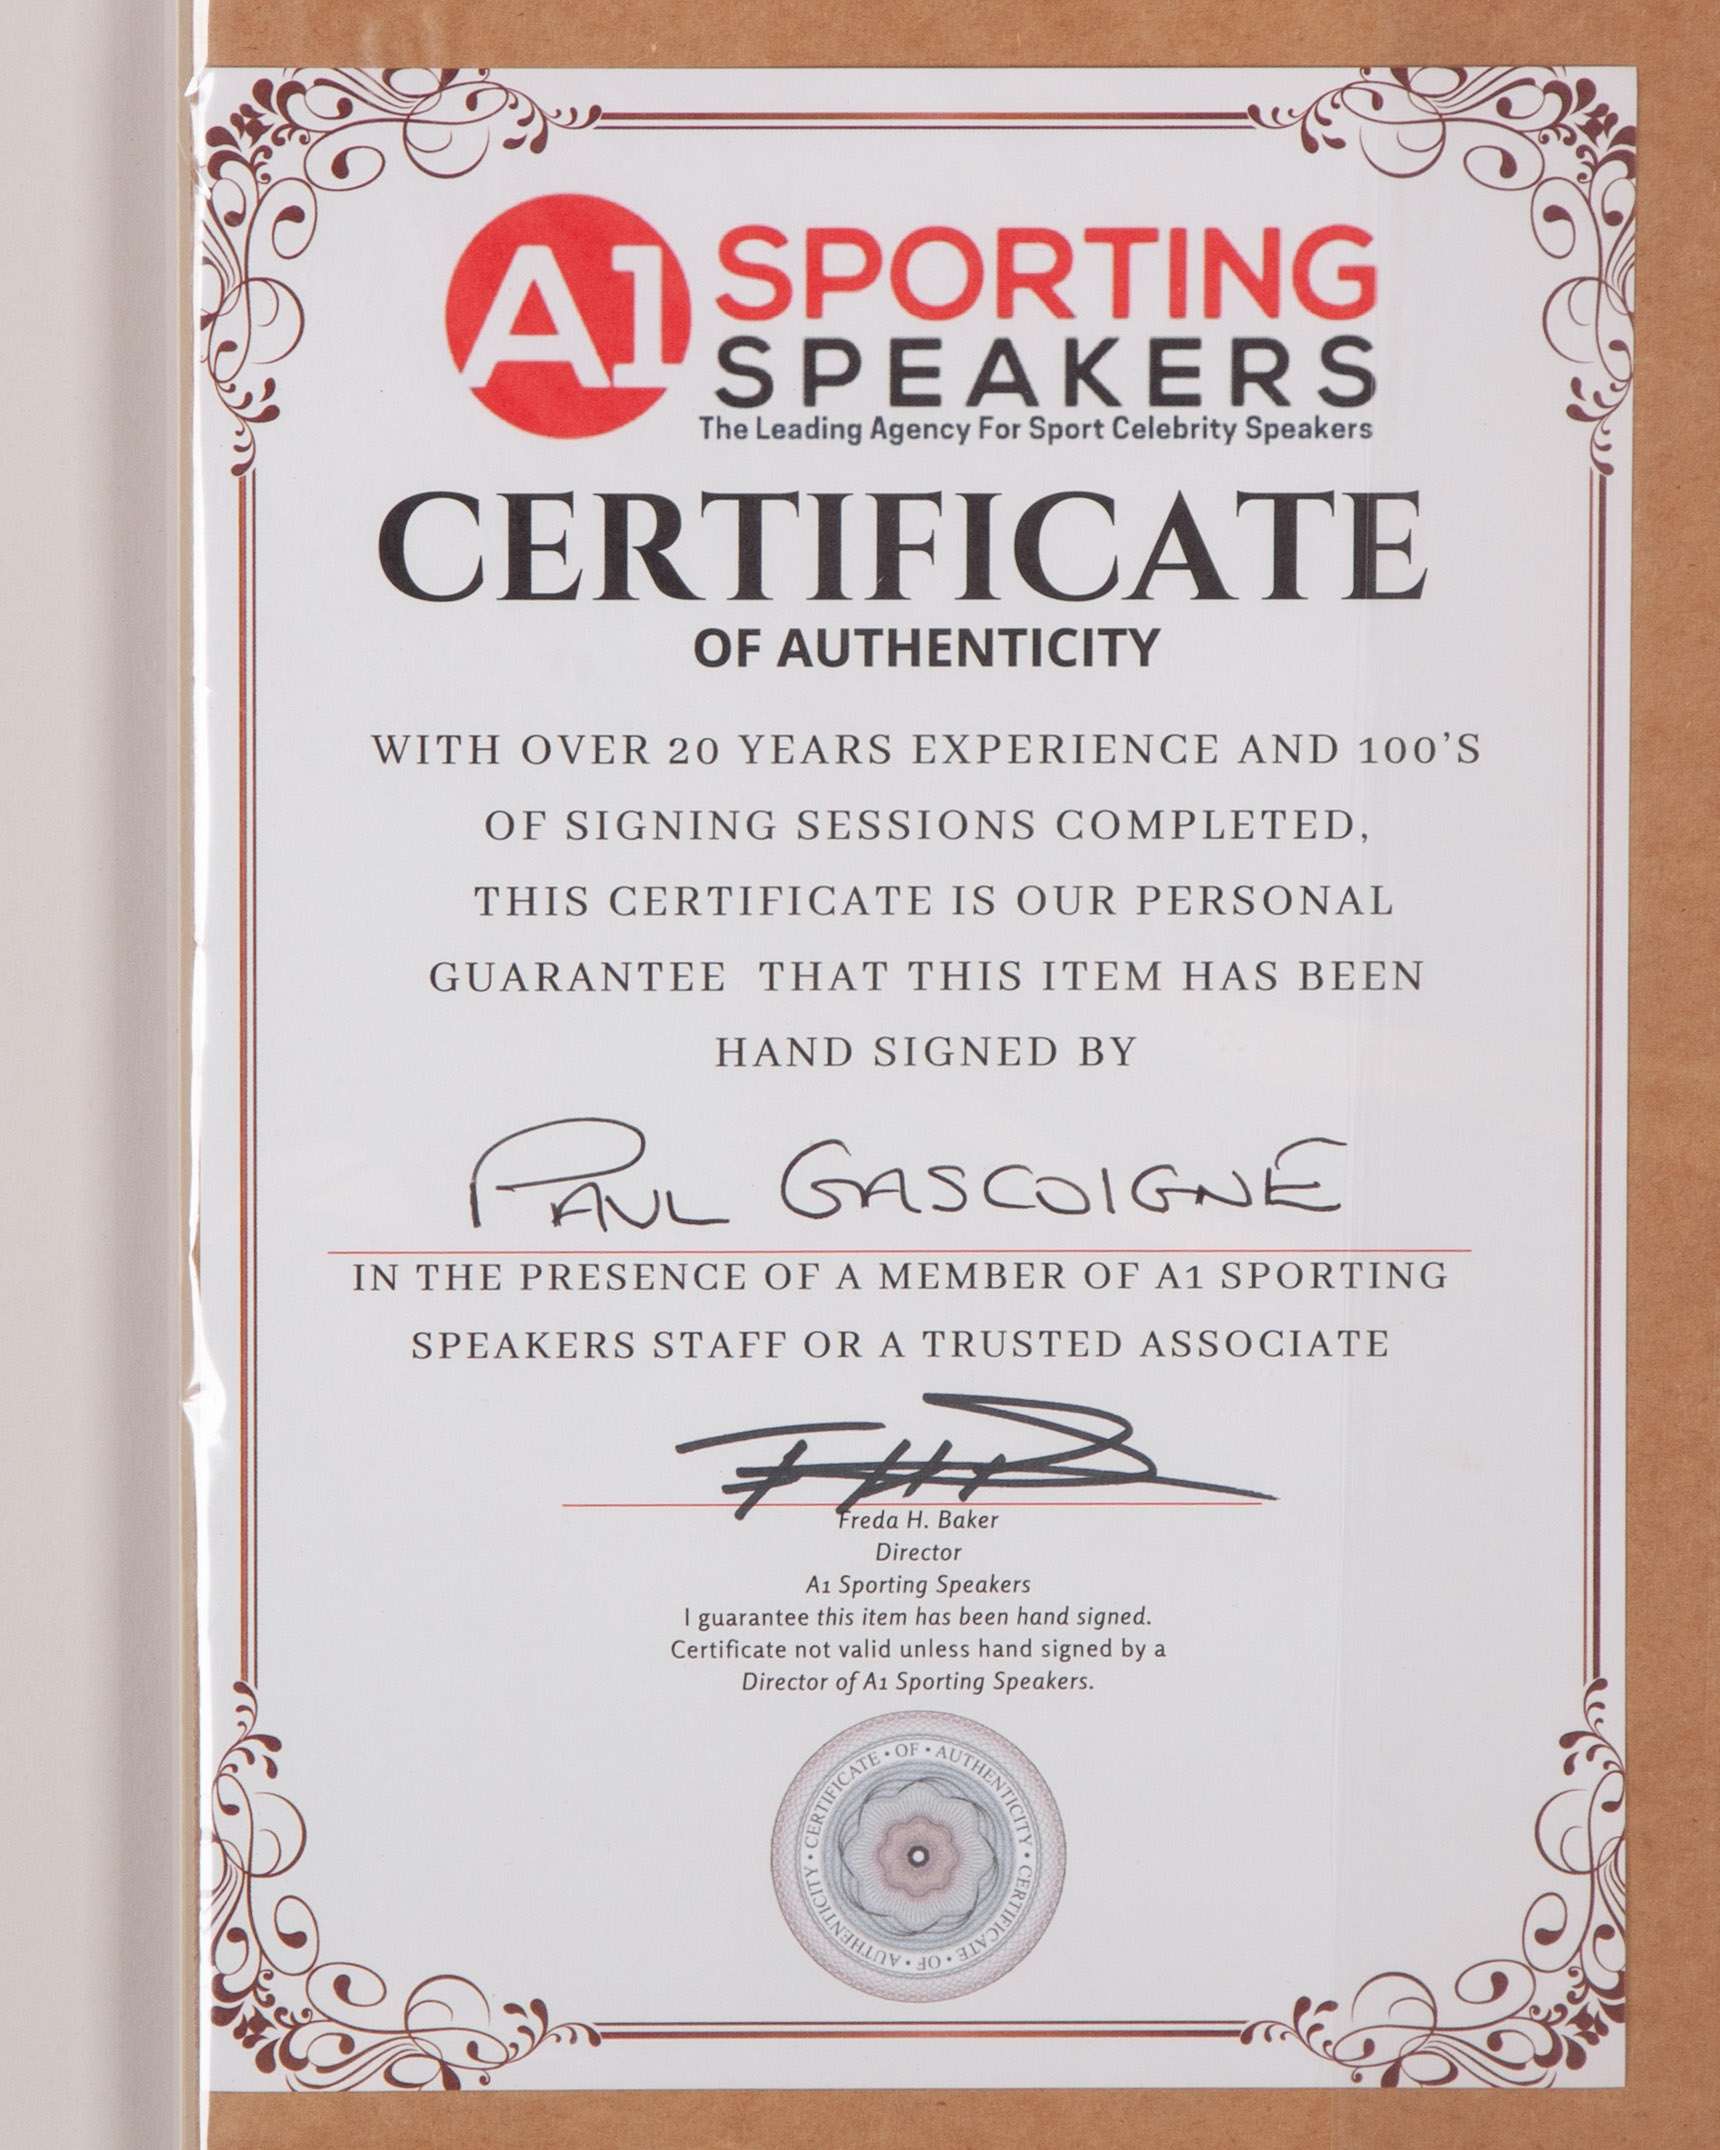 A1 SPORTING
SPEAKERS
The Leading Agency For Sport Celebrity Speakers
CERTIFICATE
OF AUTHENTICITY
WITH OVER 20 YEARS EXPERIENCE AND 100'S
OF SIGNING SESSIONS COMPLETED,
THIS CERTIFICATE IS OUR PERSONAL
GUARANTEE THAT THIS ITEM HAS BEEN
HAND SIGNED BY
PAUL GASCOIGNE
IN THE PRESENCE OF A MEMBER OF A1 SPORTING
SPEAKERS STAFF OR A TRUSTED ASSOCIATE
Freda H. Baker
Director
A1 Sporting Speakers
I guarantee this item has been hand signed.
Certificate not valid unless hand signed by a
Director of A1 Sporting Speakers.
CERTIFICATE • OF • AUTHENTICITY • CERTIFICATE • OF • AUTHENTICITY •